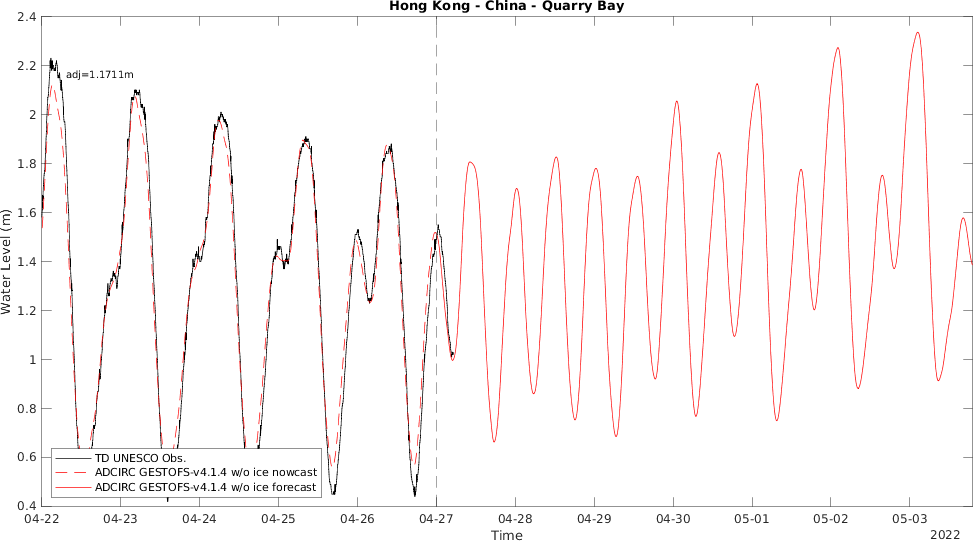 Hong Kong - China - Quarry Bay
2.4
2.2
2
1.8
1.6
1.4
1.2
1
0.8
0.6
0.4
Water Level (m)
adj=1.1711m
TD UNESCO Obs.
ADCIRC GESTOFS-v4.1.4 w/o ice nowcast
ADCIRC GESTOFS-v4.1.4 w/o ice forecast
04-22 04-23 04-24 04-25 04-26 04-27 04-28 04-29 04-30 05-01 05-02 05-03
Time
2022